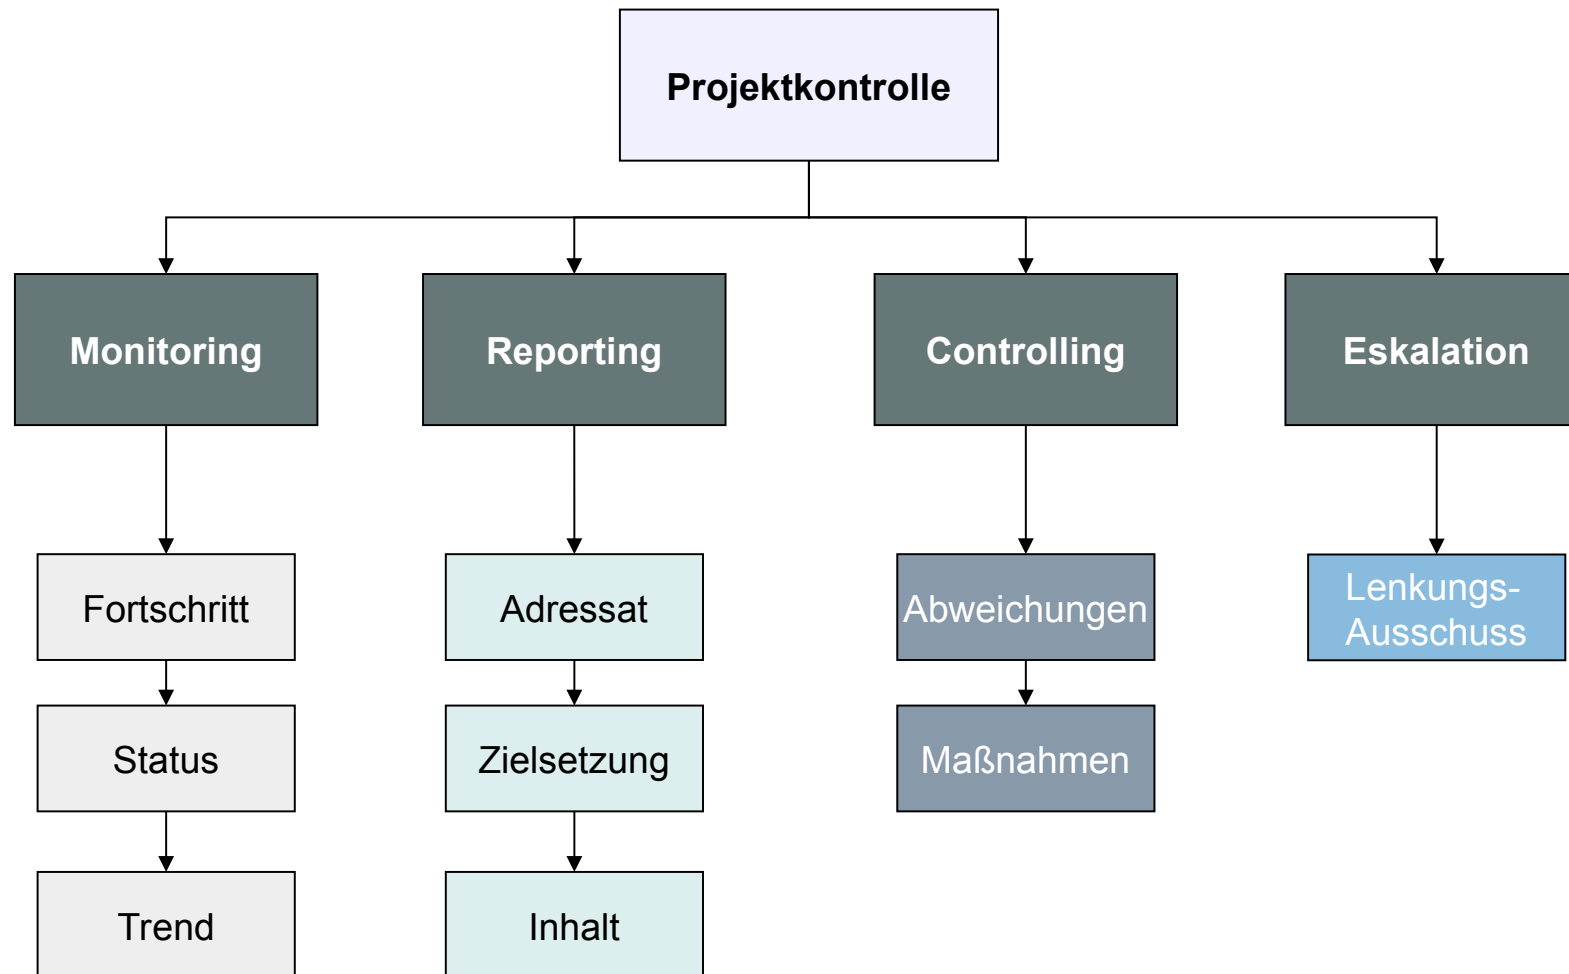 Projektkontrolle
Monitoring
Reporting
Controlling
Eskalation
Fortschritt
Adressat
Abweichungen
Lenkungs-
Ausschuss
Status
Zielsetzung
Maßnahmen
Trend
Inhalt